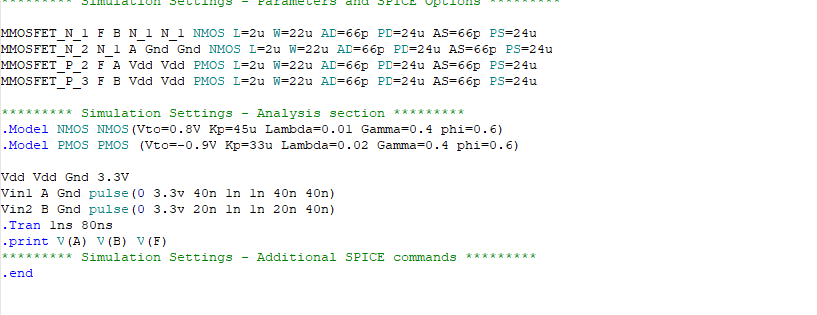 ********* Simulation Settings - Parameters and SPICE Options *********
MMOSFET_N_1 F B N_1 N_1 NMOS L=2u W=22u AD=66p PD=24u AS=66p PS=24u
MMOSFET_N_2 N_1 A Gnd Gnd NMOS L=2u W=22u AD=66p PD=24u AS=66p PS=24u
MMOSFET_P_2 F A Vdd Vdd PMOS L=2u W=22u AD=66p PD=24u AS=66p PS=24u
MMOSFET_P_3 F B Vdd Vdd PMOS L=2u W=22u AD=66p PD=24u AS=66p PS=24u
********* Simulation Settings - Analysis section *********
.Model NMOS NMOS(Vto=0.8V Kp=45u Lambda=0.01 Gamma=0.4 phi=0.6)
.Model PMOS PMOS (Vto=-0.9V Kp=33u Lambda=0.02 Gamma=0.4 phi=0.6)
Vdd Vdd Gnd 3.3V
Vin1 A Gnd pulse(0 3.3v 40n 1n 1n 40n 40n)
Vin2 B Gnd pulse(0 3.3v 20n 1n 1n 20n 40n)
.Tran 1ns 80ns
.print V(A) V(B) V(F)
********* Simulation Settings - Additional SPICE commands *********
.end